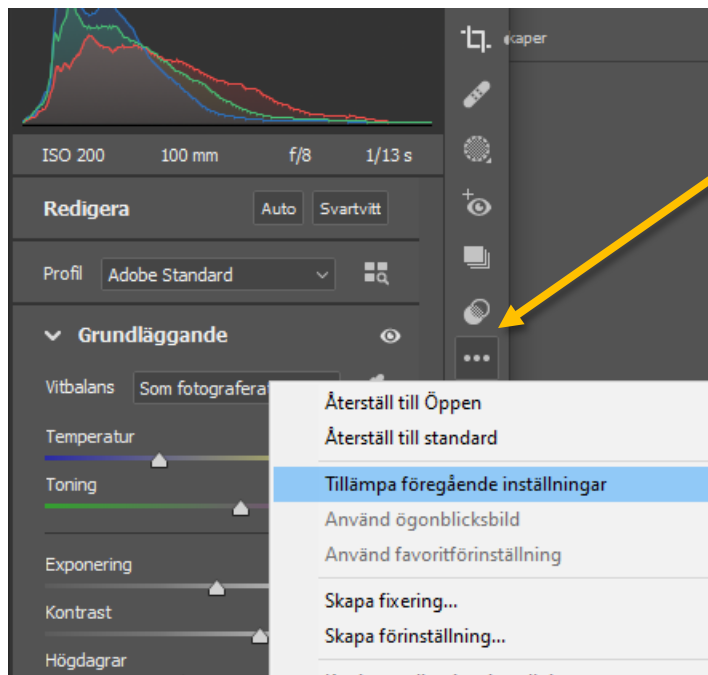 kaper
ISO 200 100 mm f/8 1/13 s
Redigera Auto Svartvitt
Profil Adobe Standard
Grundläggande
Vitbalans Som fotografera
Återställ till Öppen
Återställ till standard
Temperatur
Tillämpa föregående inställningar
Toning
Använd ögonblicksbild
Använd favoritförinställning
Exponering
Skapa fixering...
Kontrast
Skapa förinställning...
Högdagrar